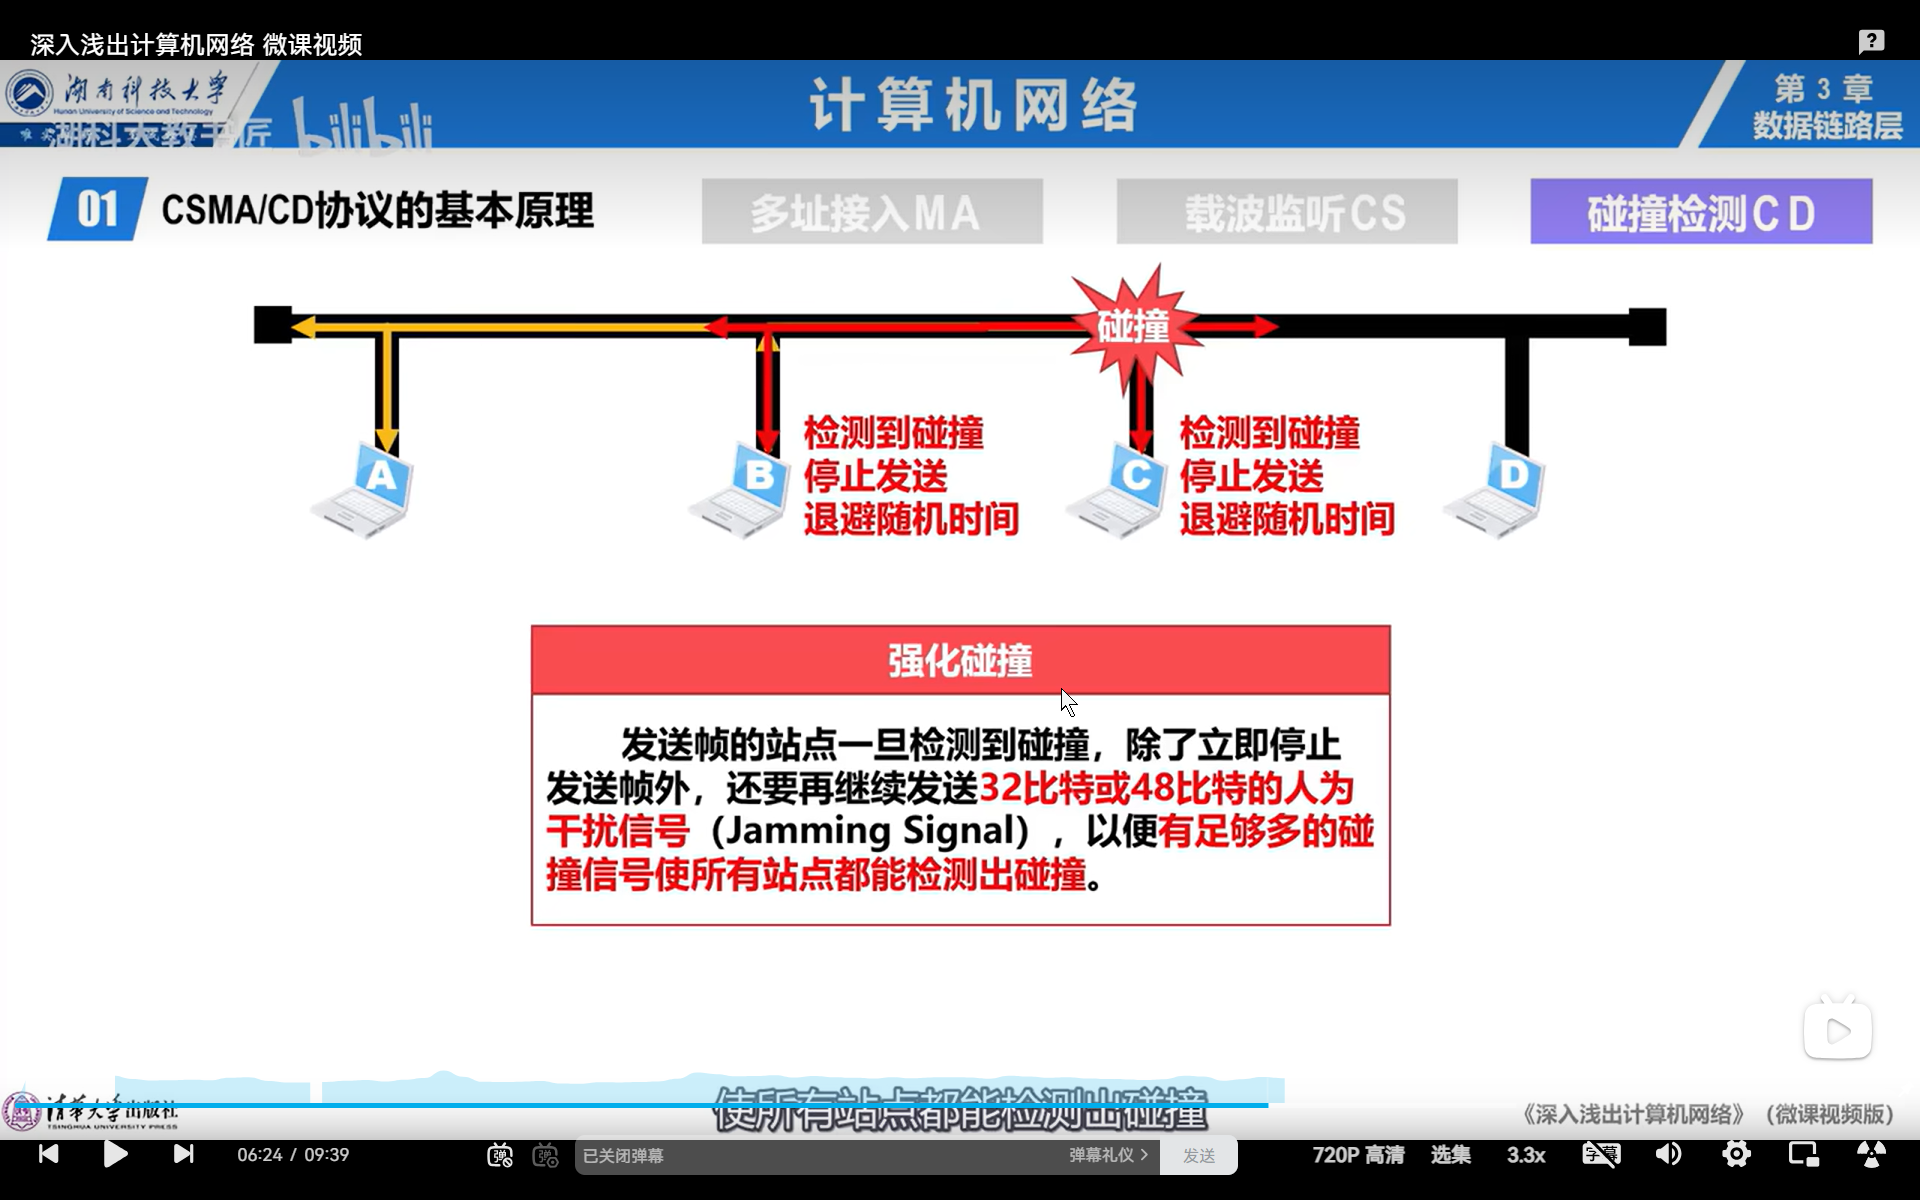 深入浅出计算机网络 微课视频
湖南科技大学
Hunan University of Science and Technology
湖科大教书匠 bilibili
计算机网络
第 3 章
数据链路层
01 CSMA/CD协议的基本原理
多址接入MA
载波监听CS
碰撞检测CD
碰撞
A
B
检测到碰撞
停止发送
退避随机时间
C
检测到碰撞
停止发送
退避随机时间
D
强化碰撞
发送帧的站点一旦检测到碰撞，除了立即停止
发送帧外，还要再继续发送32比特或48比特的人为
干扰信号（Jamming Signal），以便有足够多的碰
撞信号使所有站点都能检测出碰撞。
清华大学出版社
TSINGHUA UNIVERSITY PRESS
使所有站点都能检测出碰撞
《深入浅出计算机网络》（微课视频版）
06:24 / 09:39
弹
弹
已关闭弹幕
弹幕礼仪
发送
720P 高清
选集
3.3x
字幕